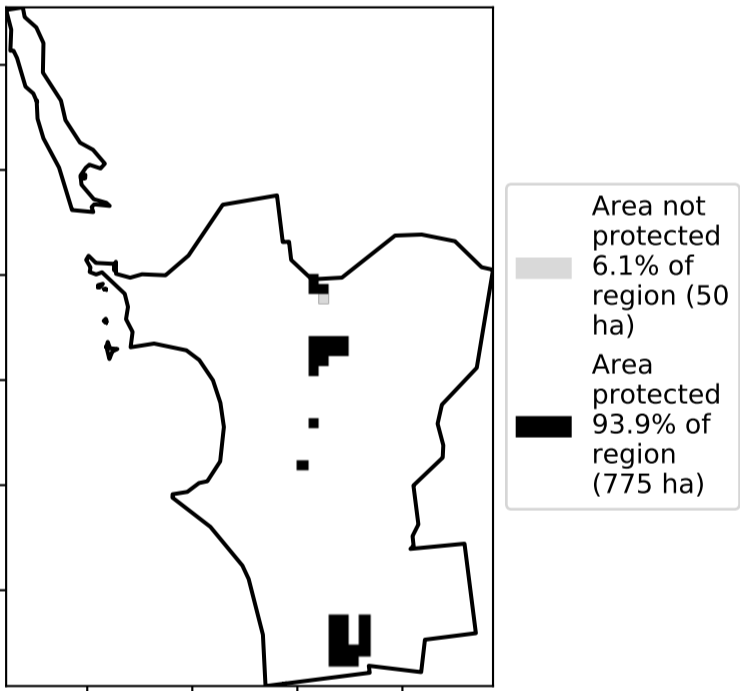 Area not
protected
6.1% of
region (50
ha)
Area
protected
93.9% of
region
(775 ha)